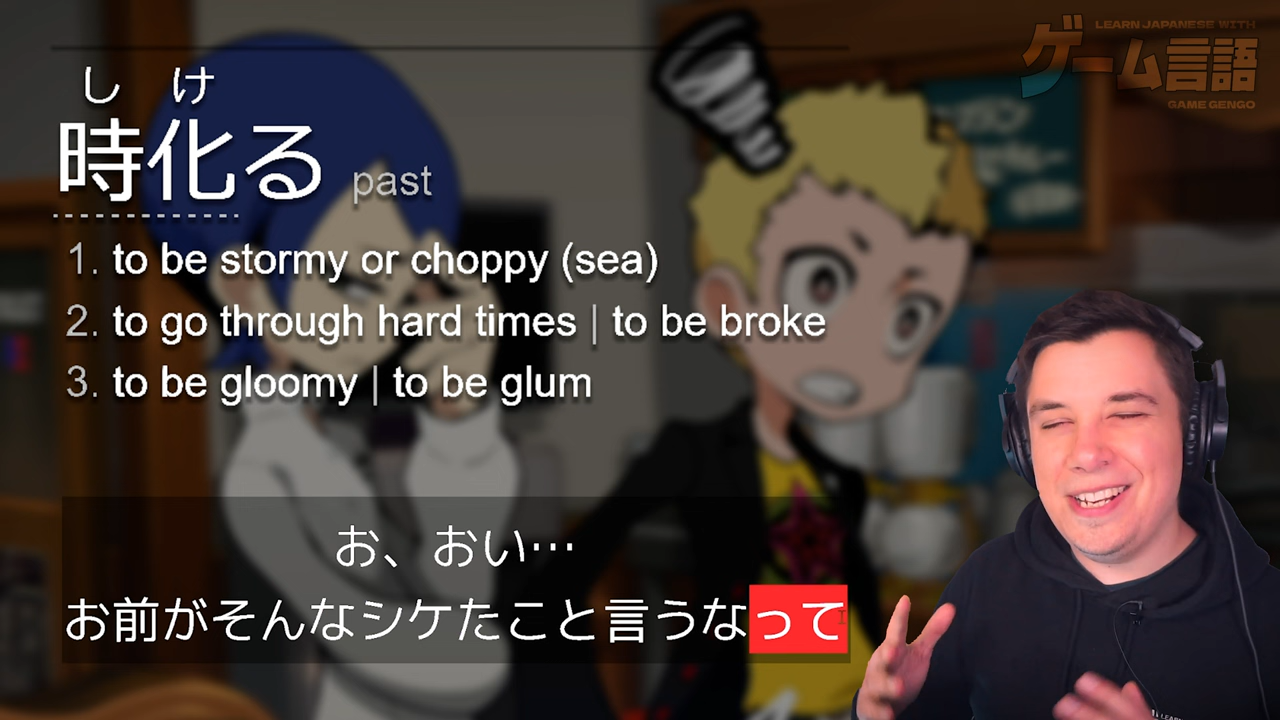 LEARN JAPANESE WITH
ゲーム言語
GAME GENGO
しけ
時化る past
1. to be stormy or choppy (sea)
2. to go through hard times | to be broke
3. to be gloomy | to be glum
お、おい…
お前がそんなシケたこと言うなって